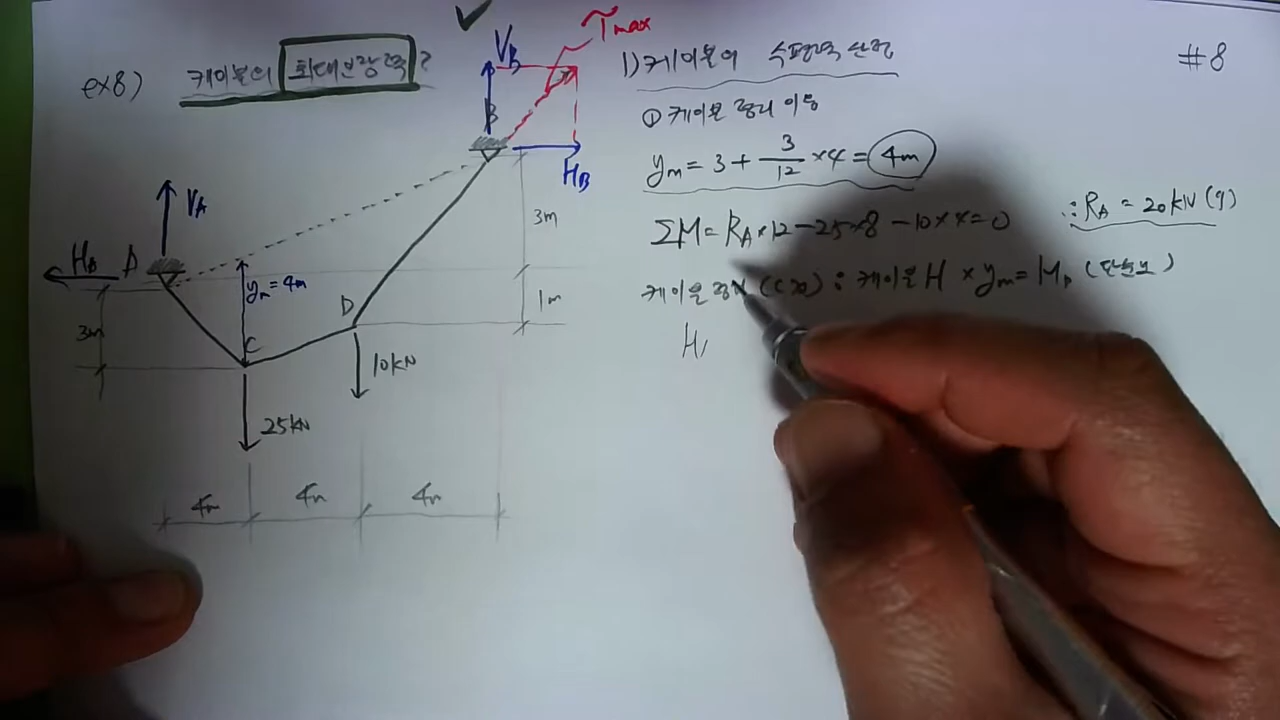 ex8) 케이블의 최대인장력?
#8
1) 케이블의 수평력 산정
① 케이블 정리 이용
ym = 3 + 3/12 × 4 = 4m
ΣM = RA × 12 - 25 × 8 - 10 × 4 = 0
∴ RA = 20kN (↑)
케이블 정리 (C점) : 케이블 H × ym = (단순보)
H
Tmax
VB
B
HB
VA
A
3m
ym = 4m
C
D
3m
1m
10kN
25kN
4m
4m
4m